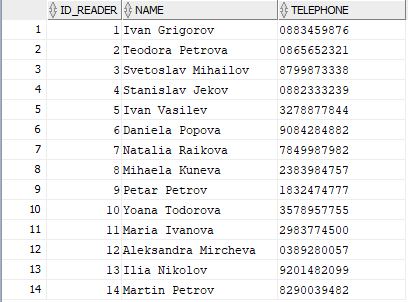 ID_READER NAME TELEPHONE
1 1 Ivan Grigorov 0883459876
2 2 Teodora Petrova 0865652321
3 3 Svetoslav Mihailov 8799873338
4 4 Stanislav Jekov 0882333239
5 5 Ivan Vasilev 3278877844
6 6 Daniela Popova 9084284882
7 7 Natalia Raikova 7849987982
8 8 Mihaela Kuneva 2383984757
9 9 Petar Petrov 1832474777
10 10 Yoana Todorova 3578957755
11 11 Maria Ivanova 2983774500
12 12 Aleksandra Mircheva 0389280057
13 13 Ilia Nikolov 9201482099
14 14 Martin Petrov 8290039482